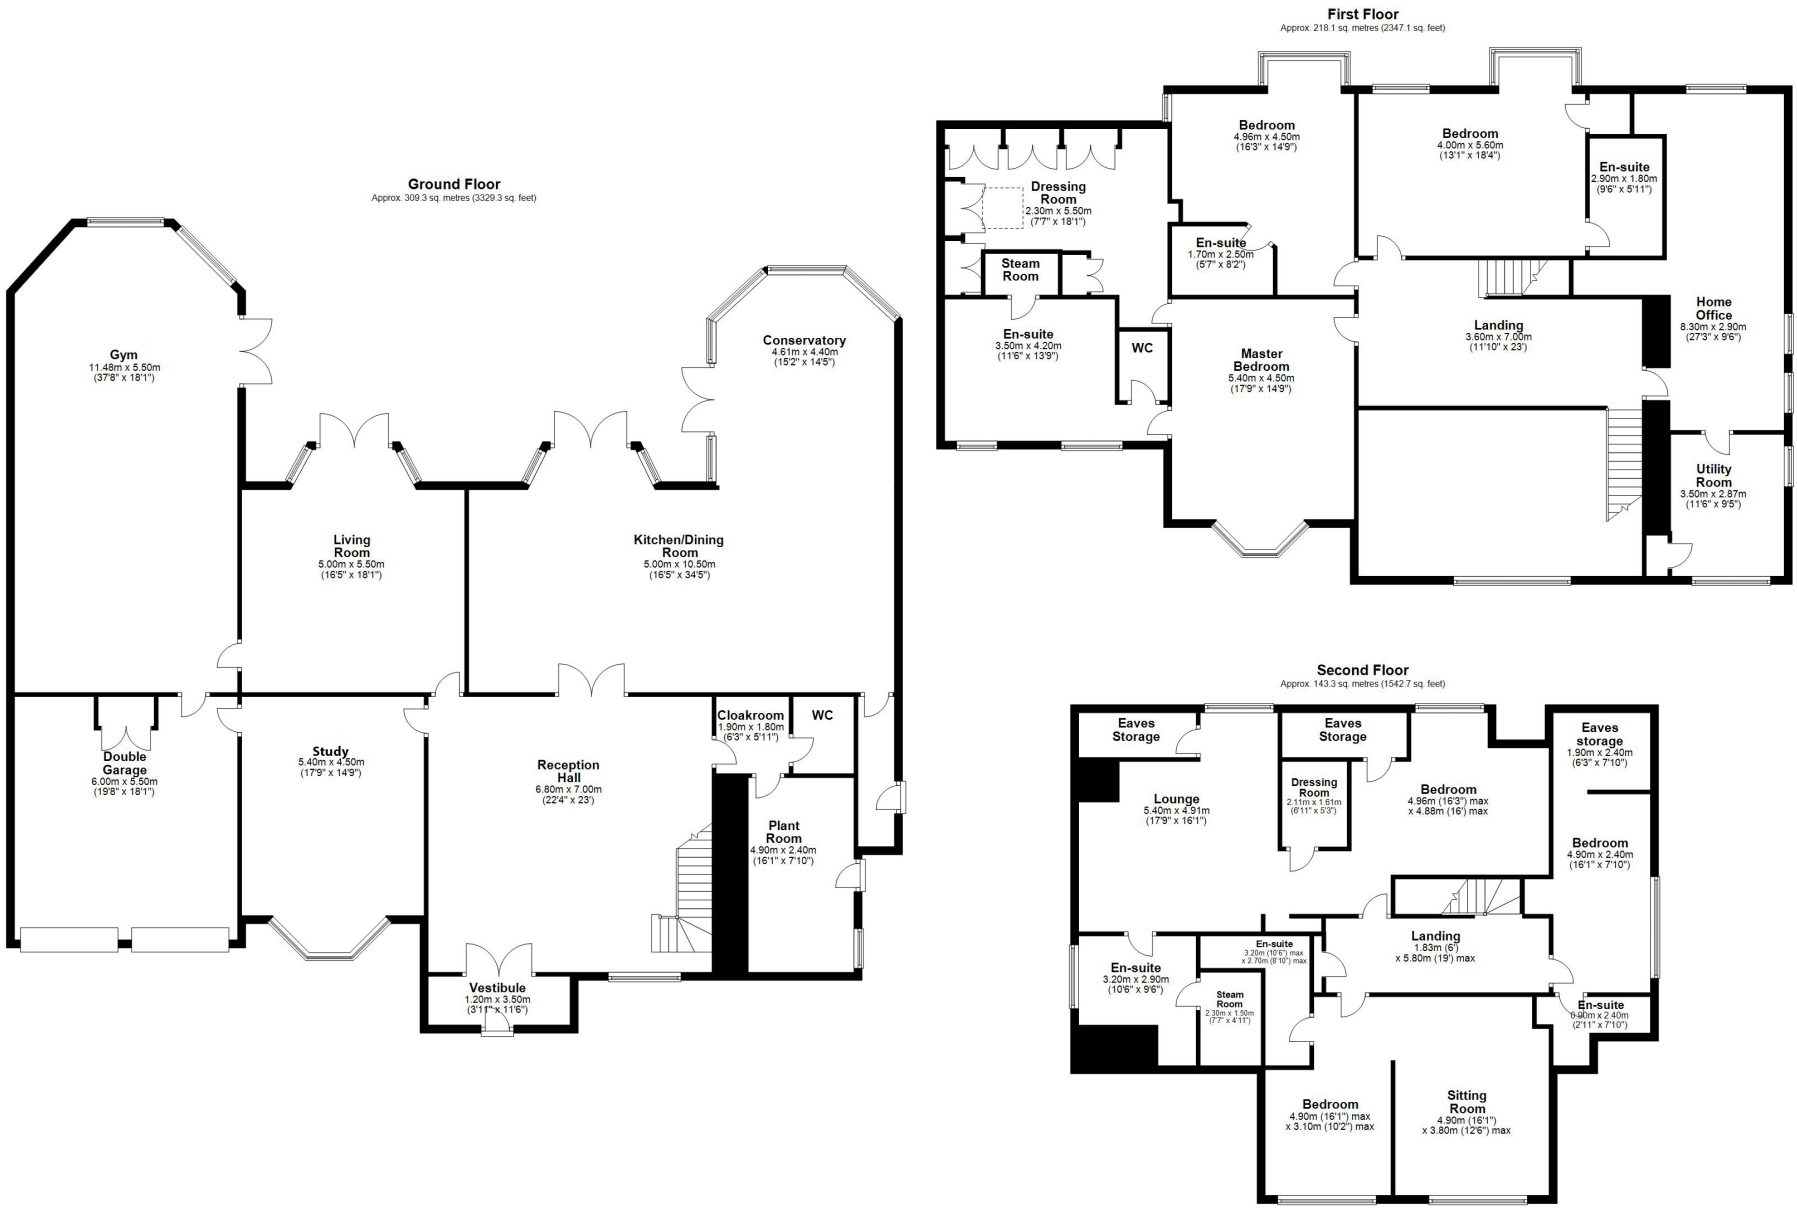 Ground Floor
Approx. 309.3 sq. metres (3329.3 sq. feet)
Gym
11.48m x 5.50m
(37'8" x 18'1")
Conservatory
4.61m x 4.40m
(15'2" x 14'5")
Living
Room
5.00m x 5.50m
(16'5" x 18'1")
Kitchen/Dining
Room
5.00m x 10.50m
(16'5" x 34'5")
Double
Garage
6.00m x 5.50m
(19'8" x 18'1")
Study
5.40m x 4.50m
(17'9" x 14'9")
Reception
Hall
6.80m x 7.00m
(22'4" x 23')
Cloakroom
1.90m x 1.80m
(6'3" x 5'11")
WC
Plant
Room
4.90m x 2.40m
(16'1" x 7'10")
Vestibule
1.20m x 3.50m
(3'11" x 11'6")
First Floor
Approx. 218.1 sq. metres (2347.1 sq. feet)
Bedroom
4.96m x 4.50m
(16'3" x 14'9")
Bedroom
4.00m x 5.60m
(13'1" x 18'4")
En-suite
2.90m x 1.80m
(9'6" x 5'11")
Dressing
Room
2.30m x 5.50m
(7'7" x 18'1")
En-suite
1.70m x 2.50m
(5'7" x 8'2")
Steam
Room
En-suite
3.50m x 4.20m
(11'6" x 13'9")
WC
Master
Bedroom
5.40m x 4.50m
(17'9" x 14'9")
Landing
3.60m x 7.00m
(11'10" x 23')
Home
Office
8.30m x 2.90m
(27'3" x 9'6")
Utility
Room
3.50m x 2.87m
(11'6" x 9'5")
Second Floor
Approx. 143.3 sq. metres (1542.7 sq. feet)
Eaves
Storage
Eaves
Storage
Eaves
storage
1.90m x 2.40m
(6'3" x 7'10")
Lounge
5.40m x 4.91m
(17'9" x 16'1")
Dressing
Room
2.11m x 1.61m
(6'11" x 5'3")
Bedroom
4.96m (16'3") max
x 4.88m (16') max
Bedroom
4.90m x 2.40m
(16'1" x 7'10")
Landing
1.83m (6')
x 5.80m (19') max
En-suite
3.20m x 2.90m
(10'6" x 9'6")
En-suite
3.20m (10'6") max
x 2.70m (8'10") max
Steam
Room
2.30m x 1.50m
(7'7" x 4'11")
En-suite
0.90m x 2.40m
(2'11" x 7'10")
Bedroom
4.90m (16'1") max
x 3.10m (10'2") max
Sitting
Room
4.90m (16'1")
x 3.80m (12'6") max